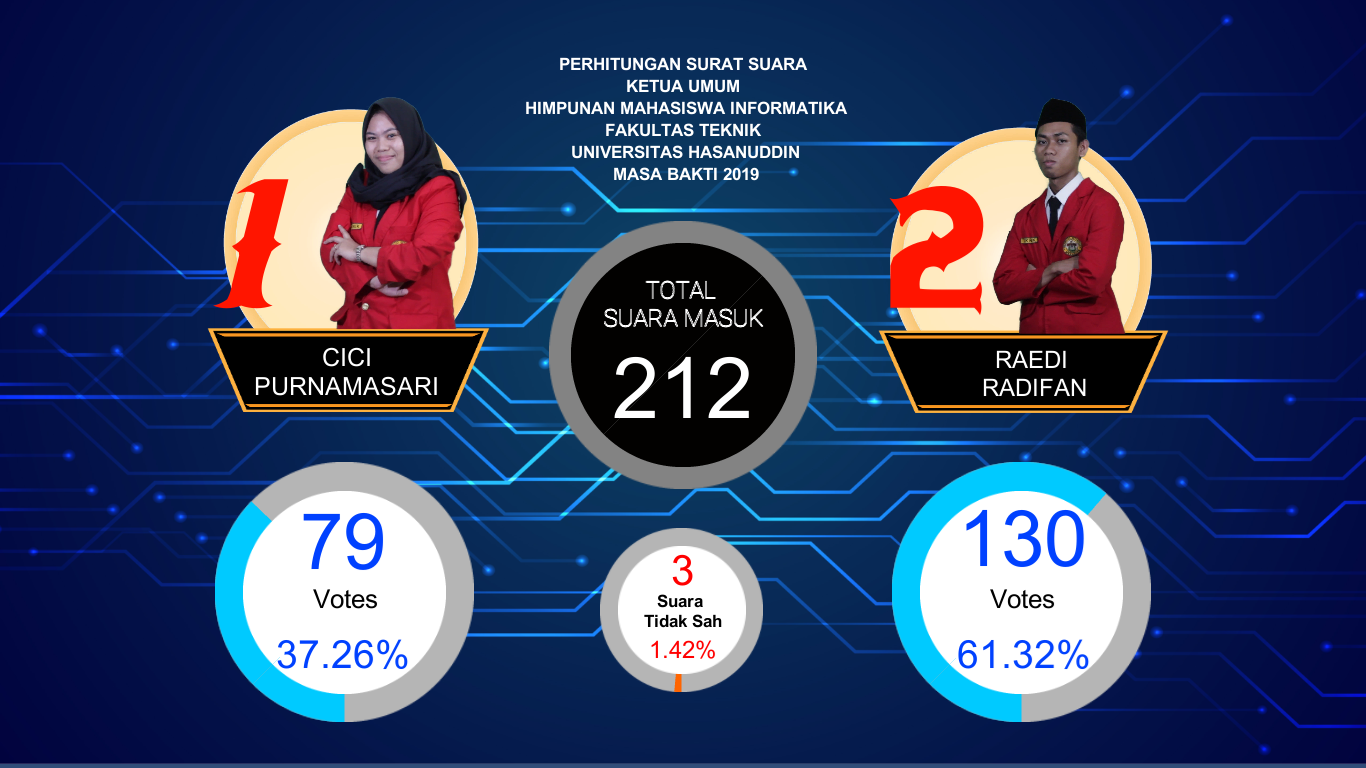 PERHITUNGAN SURAT SUARA
KETUA UMUM
HIMPUNAN MAHASISWA INFORMATIKA
FAKULTAS TEKNIK
UNIVERSITAS HASANUDDIN
MASA BAKTI 2019
1
CICI
PURNAMASARI
TOTAL
SUARA MASUK
212
2
RAEDI
RADIFAN
79
Votes
37.26%
3
Suara
Tidak Sah
1.42%
130
Votes
61.32%